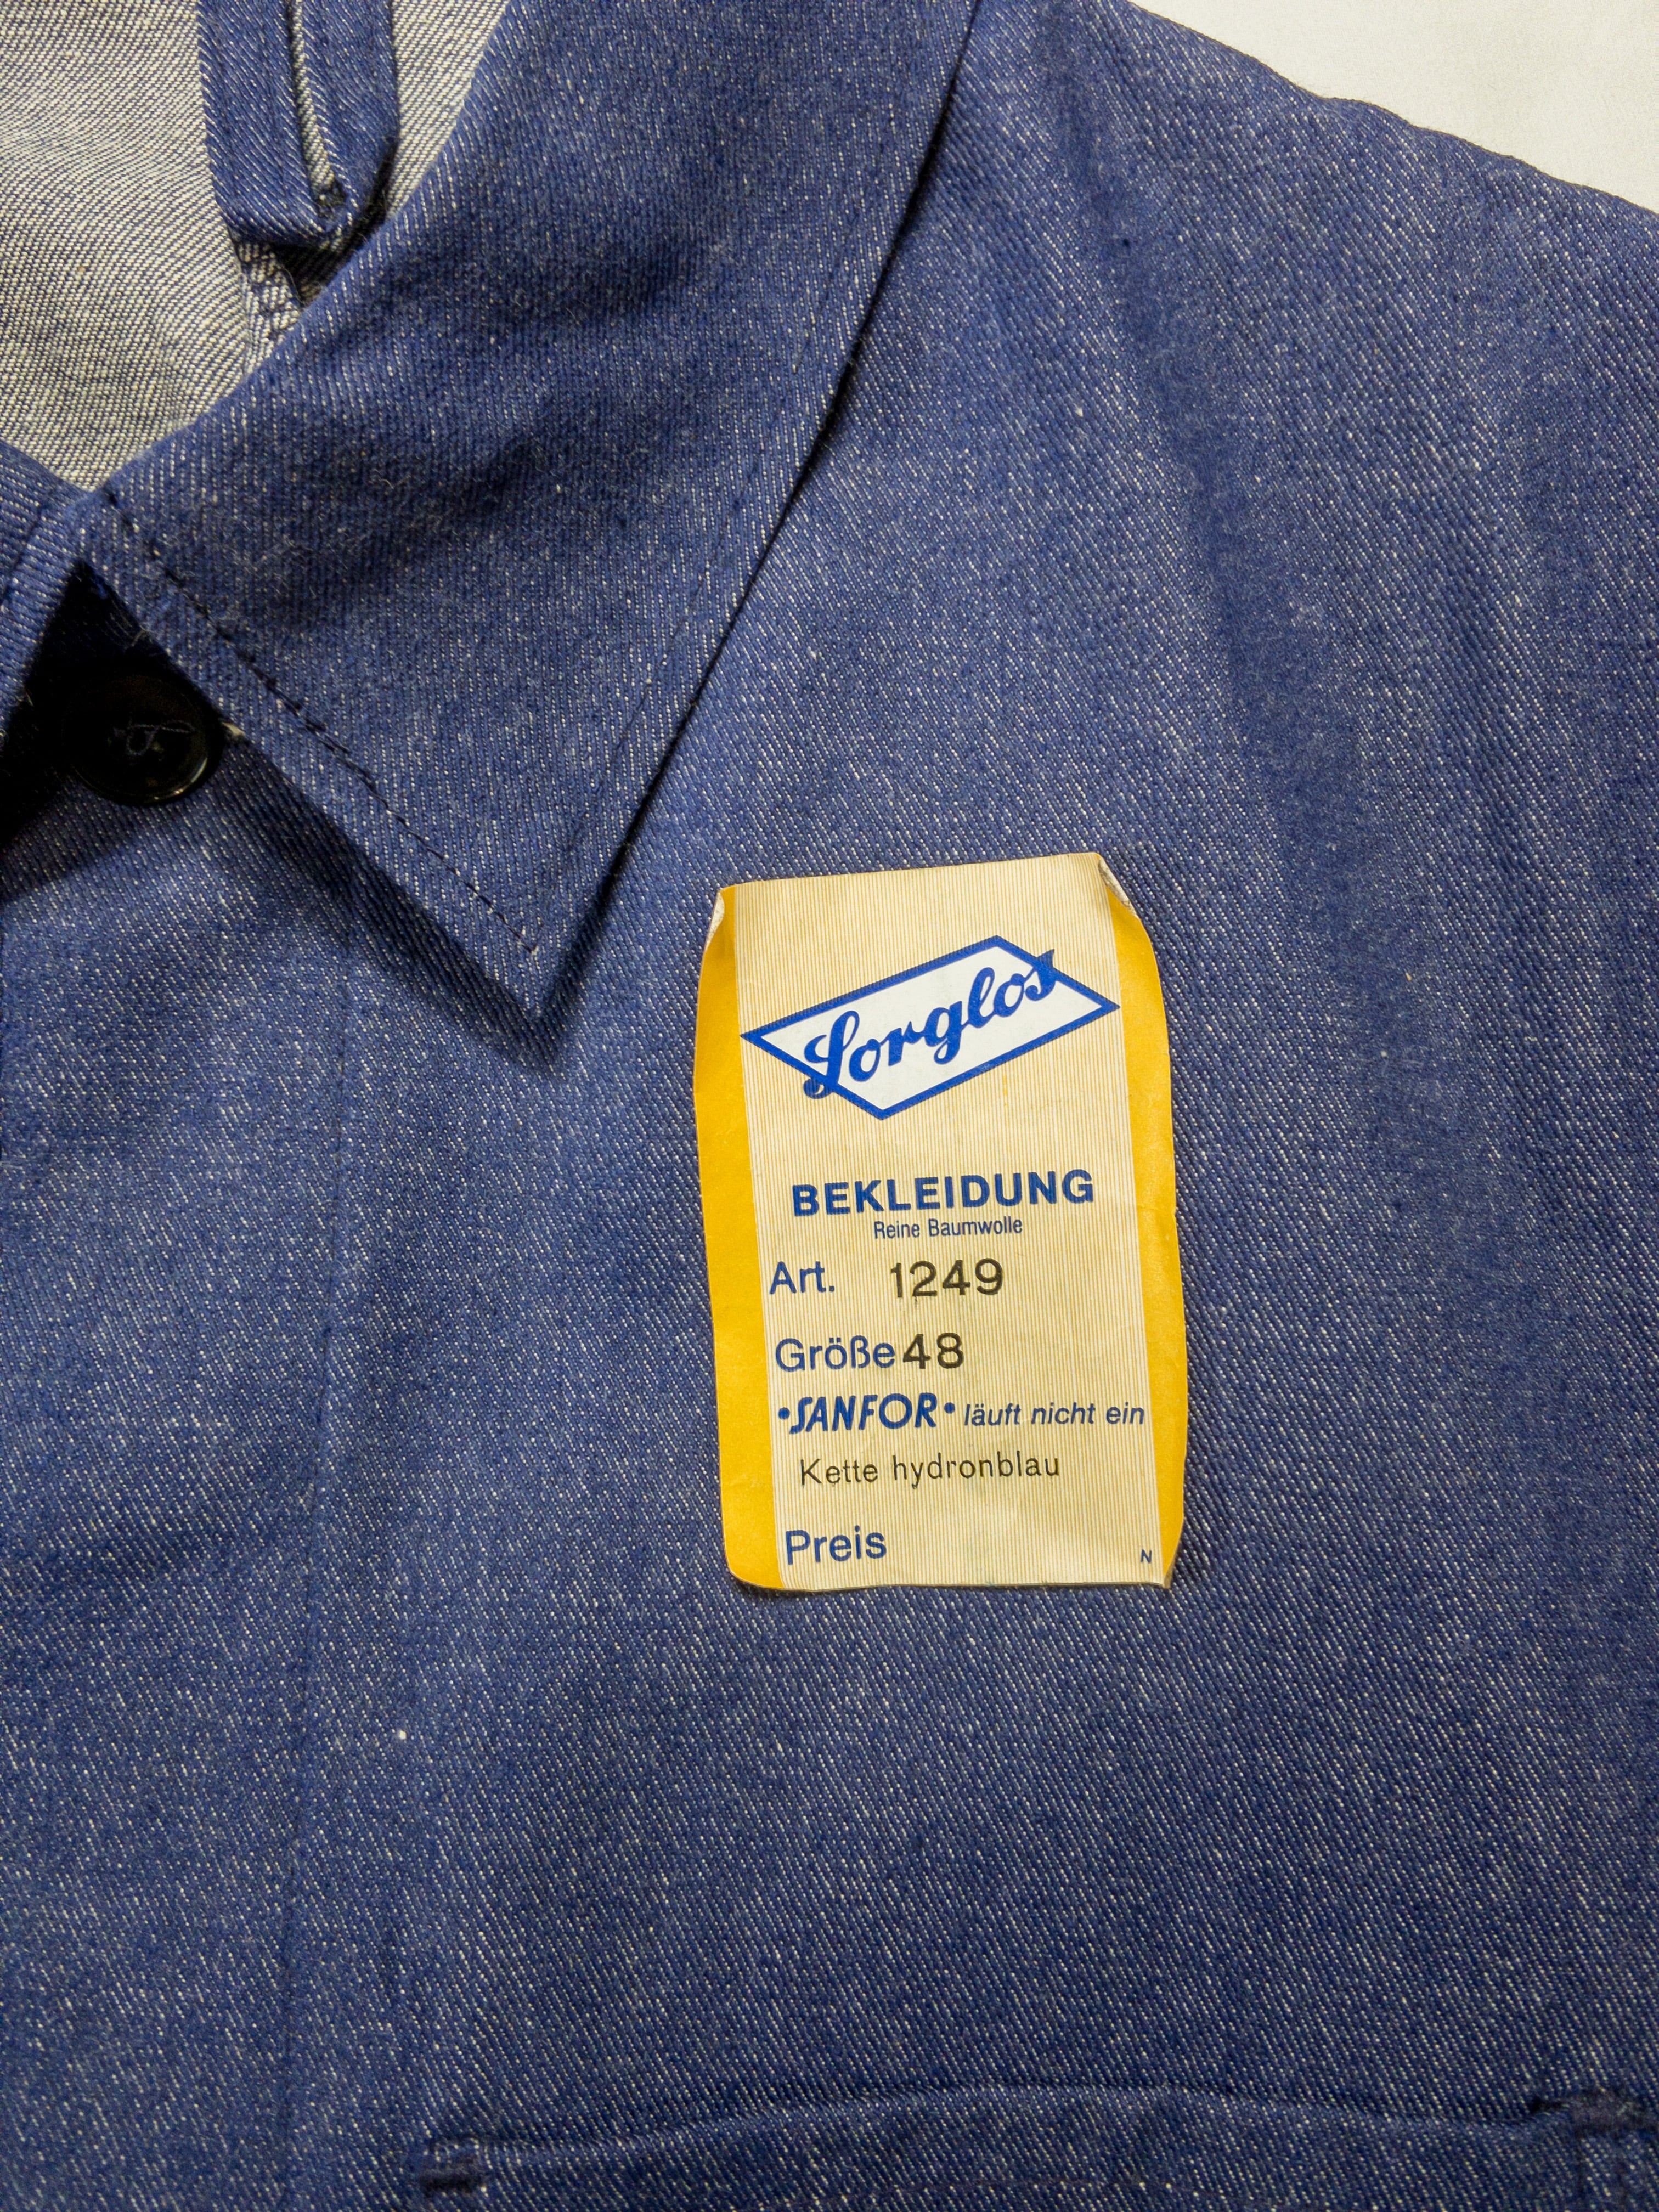 Sorglos
BEKLEIDUNG
Reine Baumwolle
Art. 1249
Größe 48
•SANFOR• läuft nicht ein
Kette hydronblau
Preis
N